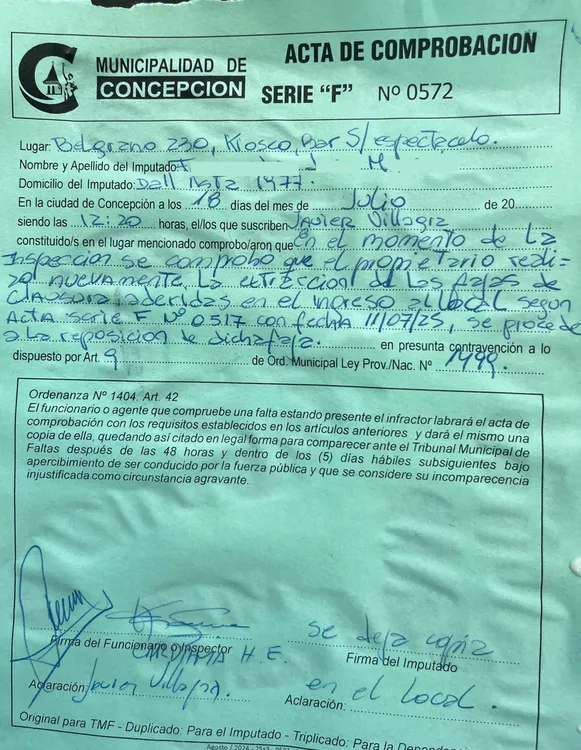 MUNICIPALIDAD DE
CONCEPCION
ACTA DE COMPROBACION
SERIE "F" Nº 0572
Lugar: Belgrano 230, Kiosco, Bar S/espectaculo.
Nombre y Apellido del Imputado: M.
Domicilio del Imputado: Dall 1977.
En la ciudad de Concepción a los 18 días del mes de Julio de 20
siendo las 12:20 horas, el/los que suscriben Javier Villagra
constituido/s en el lugar mencionado comprobo/aron que en el momento de La
Inspeccion se comprobo que el propietario reali-
zo nuevamente La extraccion de Las fajas de
Clausura aderidas en el ingreso al local segun
Acta serie F Nº 0517 con fecha 11/07/25, se procede
a la reposicion de dicha faja. en presunta contravención a lo
dispuesto por Art. 9 de Ord. Municipal Ley Prov./Nac. Nº 1499.
Ordenanza Nº 1404. Art. 42
El funcionario o agente que compruebe una falta estando presente el infractor labrará el acta de
comprobación con los requisitos establecidos en los artículos anteriores y dará el mismo una
copia de ella, quedando así citado en legal forma para comparecer ante el Tribunal Municipal de
Faltas después de las 48 horas y dentro de los (5) días hábiles subsiguientes bajo
apercibimiento de ser conducido por la fuerza pública y que se considere su incomparecencia
injustificada como circunstancia agravante.
se deja copia
Firma del Funcionario o Inspector
Firma del Imputado
H. E.
Aclaración: Javier Villagra.
en el local.
Aclaración:
Original para TMF - Duplicado: Para el Imputado - Triplicado: Para la Dependencia
Agosto / 2024